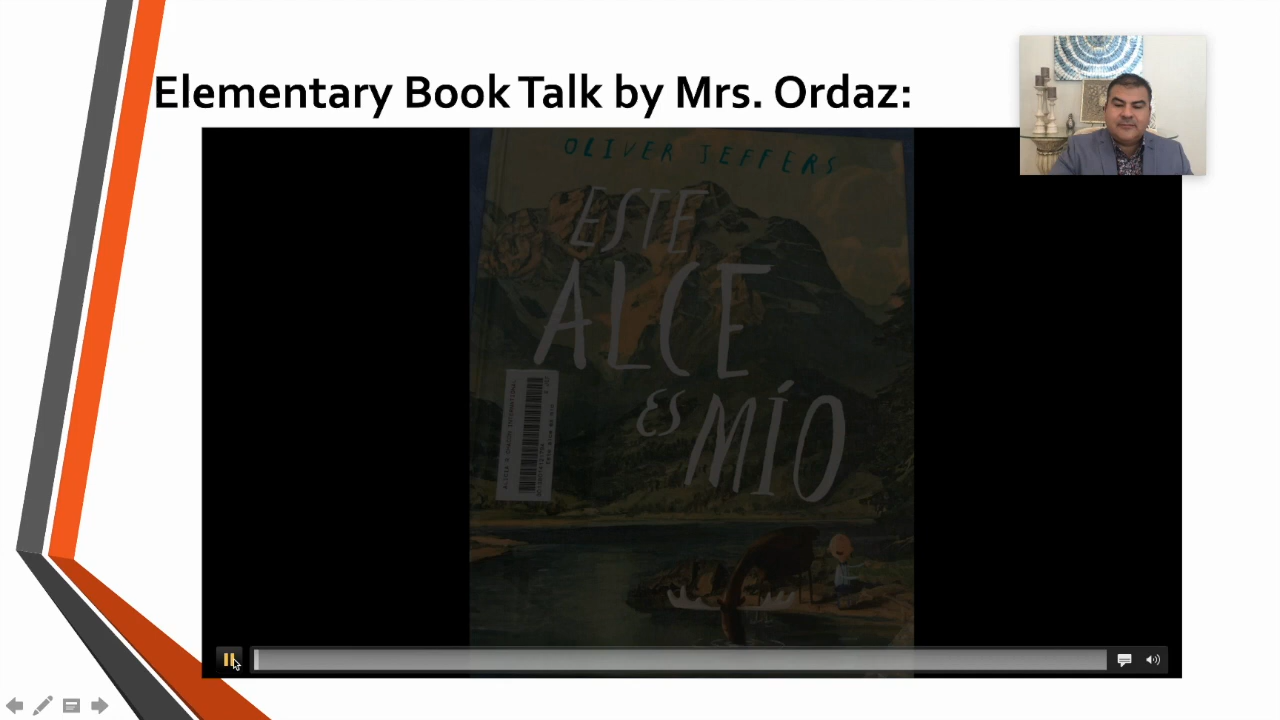 Elementary Book Talk by Mrs. Ordaz:
OLIVER JEFFERS
ESTE
ALCE
ES MÍO